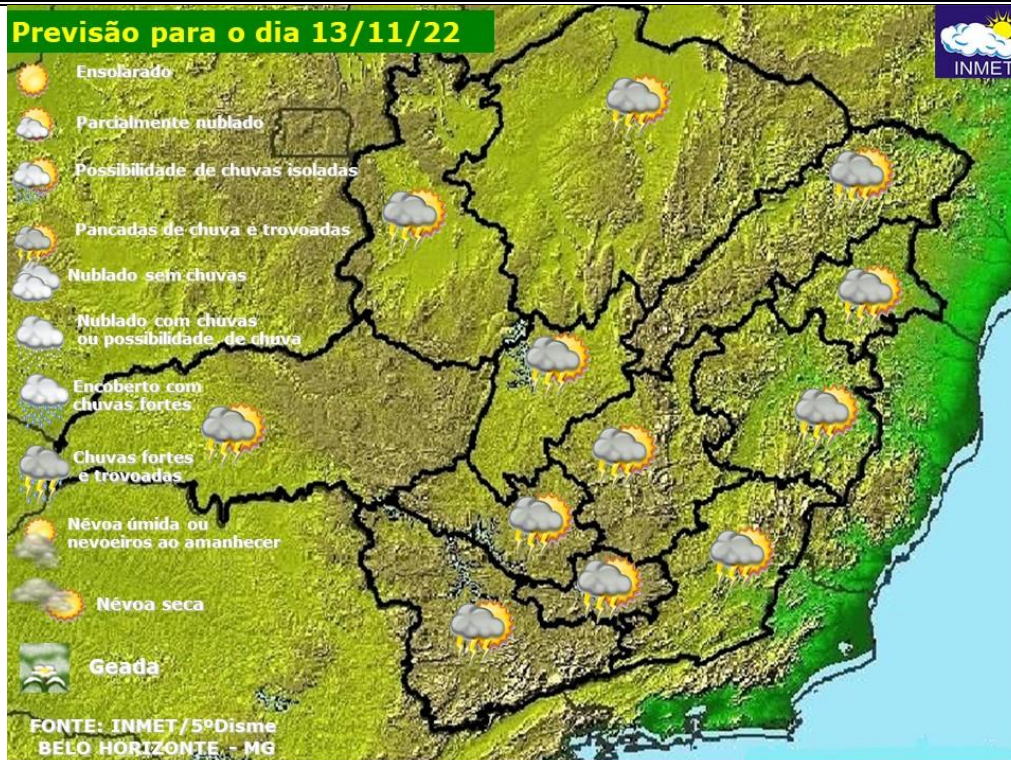 Previsão para o dia 13/11/22
INMET
Ensolarado
Parcialmente nublado
Possibilidade de chuvas isoladas
Pancadas de chuva e trovoadas
Nublado sem chuvas
Nublado com chuvas
ou possibilidade de chuva
Encoberto com
chuvas fortes
Chuvas fortes
e trovoadas
Névoa úmida ou
nevoeiros ao amanhecer
Névoa seca
Geada
FONTE: INMET/5ºDisme
BELO HORIZONTE - MG